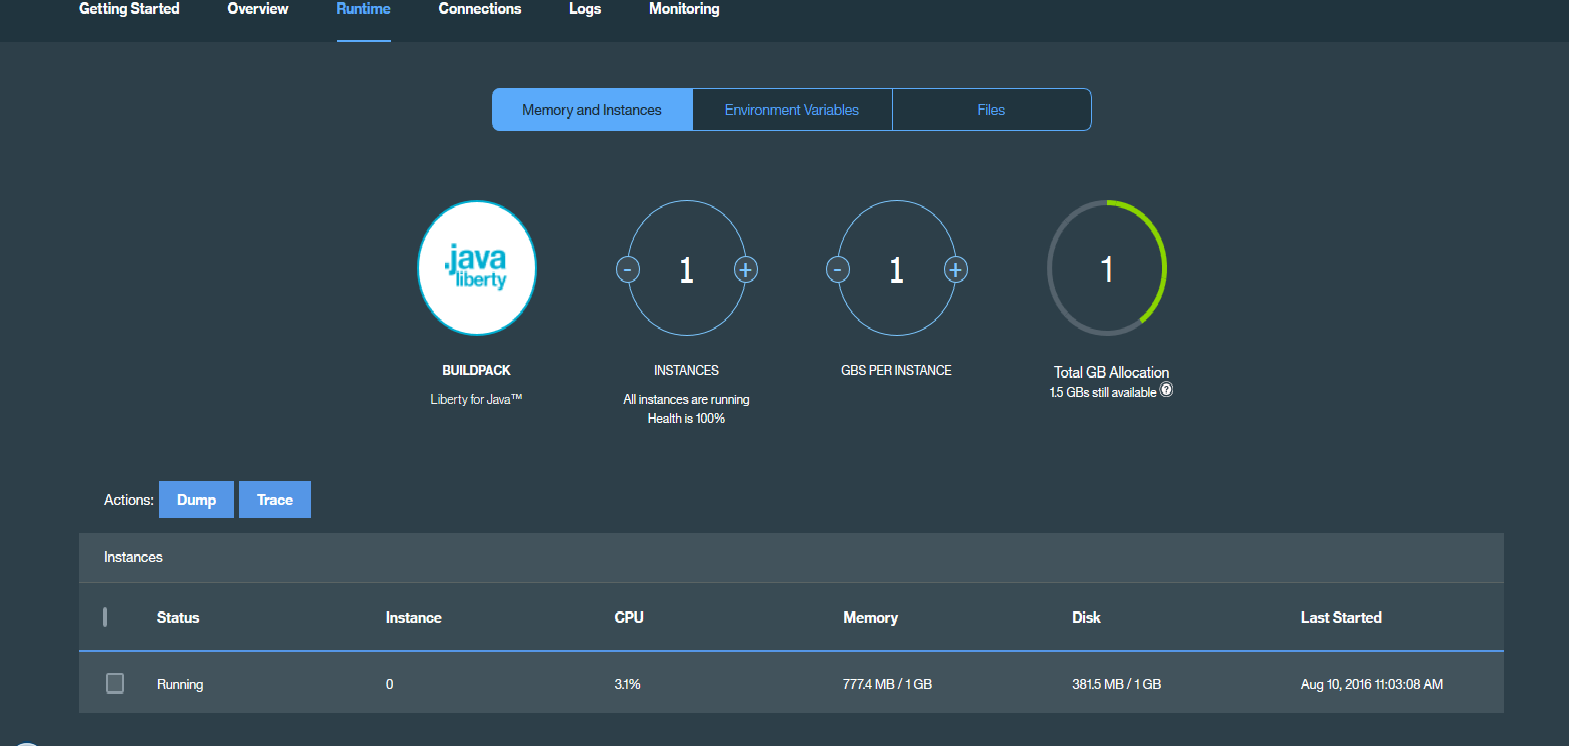 Getting Started Overview Runtime Connections Logs Monitoring
Memory and Instances Environment Variables Files
.java
liberty
- 1 +
- 1 +
1
BUILDPACK
Liberty for Java™
INSTANCES
All instances are running
Health is 100%
GBS PER INSTANCE
Total GB Allocation
1.5 GBs still available ?
Actions: Dump Trace
Instances
Status Instance CPU Memory Disk Last Started
Running 0 3.1% 777.4 MB / 1 GB 381.5 MB / 1 GB Aug 10, 2016 11:03:08 AM